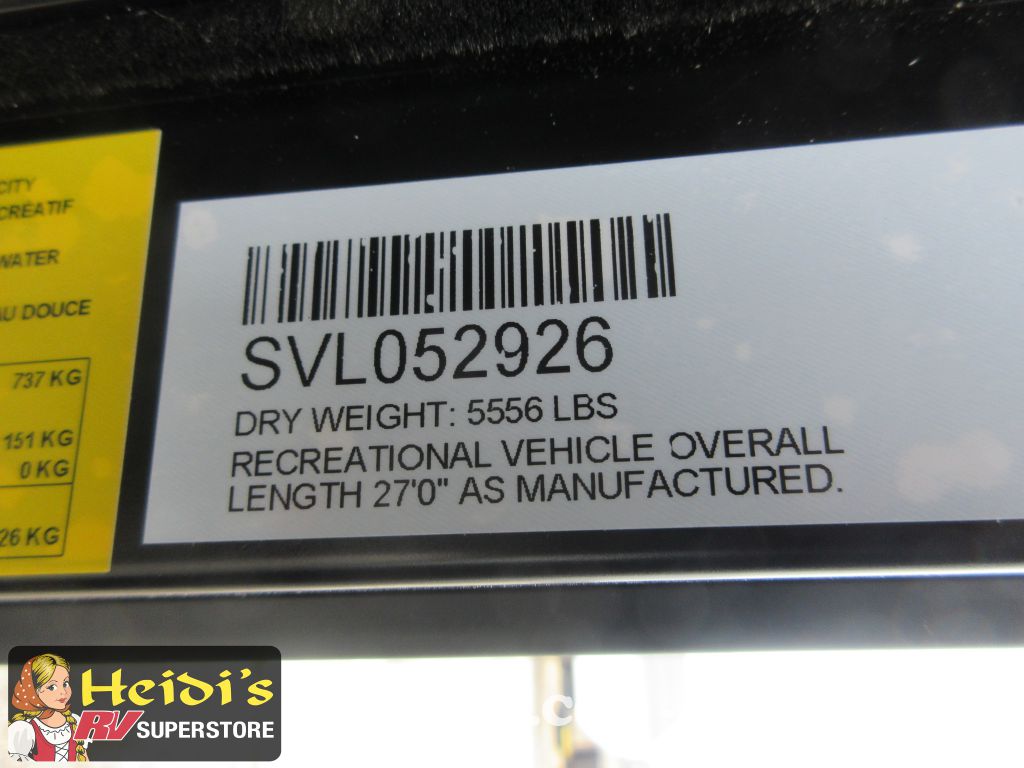 CITY
CRÉATIF
WATER
AU DOUCE
737 KG
151 KG
0 KG
26 KG
SVL052926
DRY WEIGHT: 5556 LBS
RECREATIONAL VEHICLE OVERALL
LENGTH 27'0" AS MANUFACTURED.
Heidi's
RV SUPERSTORE